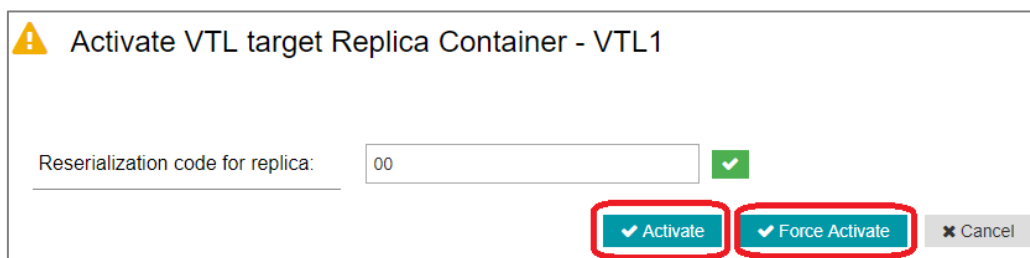 Activate VTL target Replica Container - VTL1
Reserialization code for replica: 00
Activate Force Activate Cancel